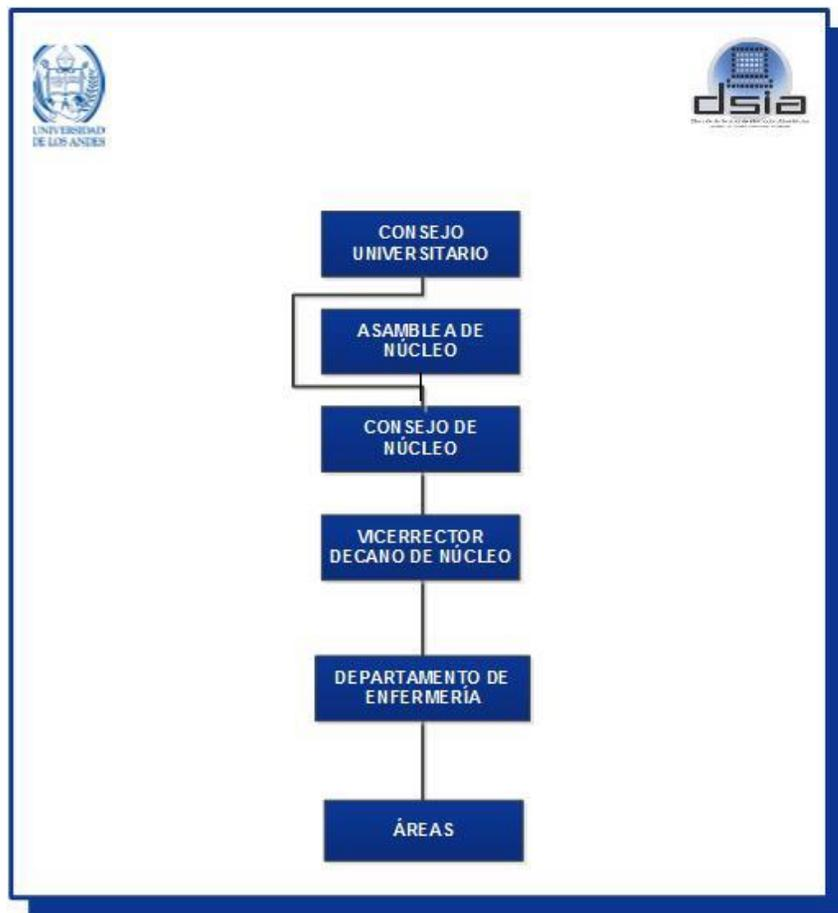 UNIVERSIDAD
DE LOS ANDES
dsia
CONSEJO
UNIVERSITARIO
ASAMBLEA DE
NÚCLEO
CONSEJO DE
NÚCLEO
VICERRECTOR
DECANO DE NÚCLEO
DEPARTAMENTO DE
ENFERMERÍA
ÁREAS